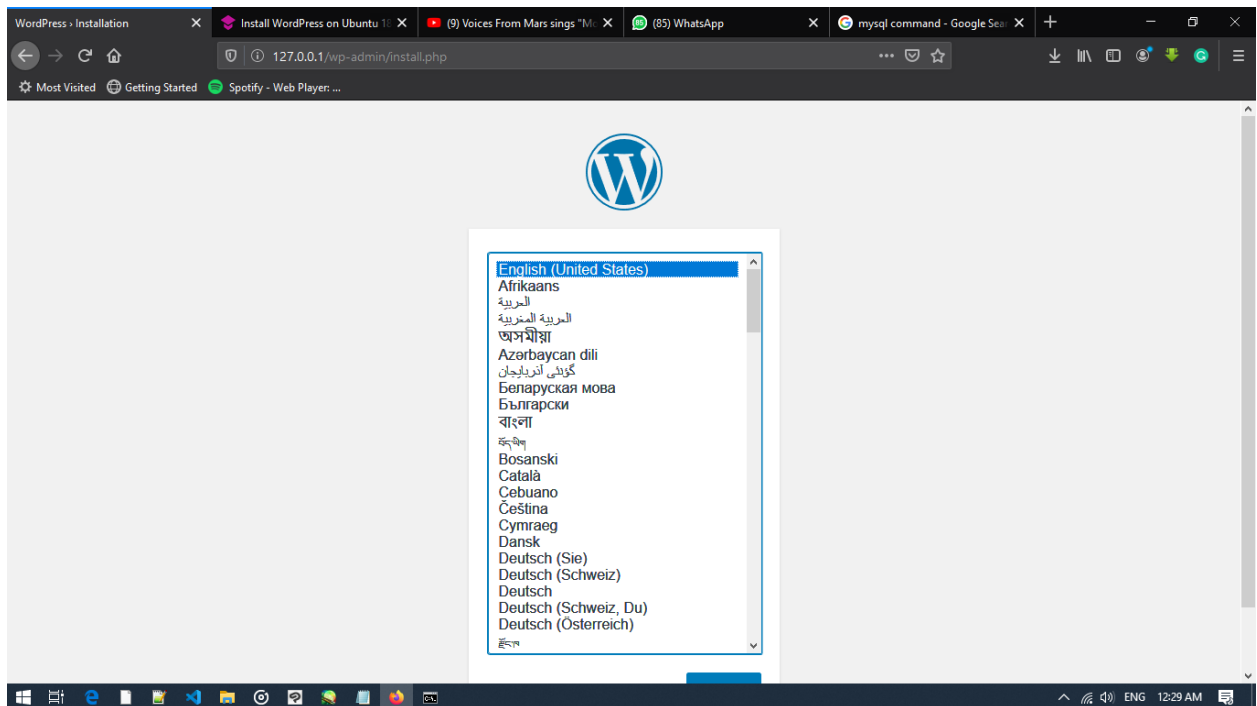 WordPress › Installation
Install WordPress on Ubuntu 18
(9) Voices From Mars sings "Mc
(85) WhatsApp
mysql command - Google Sear
127.0.0.1/wp-admin/install.php
Most Visited
Getting Started
Spotify - Web Player: ...
English (United States)
Afrikaans
العربية
العربية المغربية
অসমীয়া
Azərbaycan dili
گؤنئی آذربایجان
Беларуская мова
Български
বাংলা
བོད་ཡིག
Bosanski
Català
Cebuano
Čeština
Cymraeg
Dansk
Deutsch (Sie)
Deutsch (Schweiz)
Deutsch
Deutsch (Schweiz, Du)
Deutsch (Österreich)
རྫོང་ཁ
ENG 12:29 AM